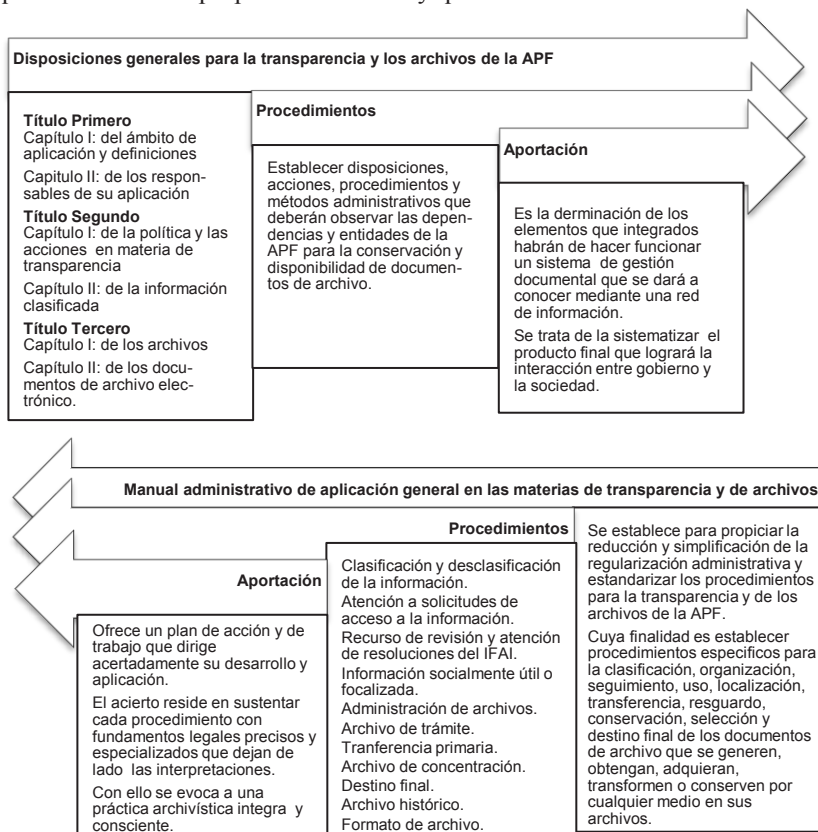 Disposiciones generales para la transparencia y los archivos de la APF
Título Primero
Capítulo I: del ámbito de
aplicación y definiciones
Capitulo II: de los respon-
sables de su aplicación
Título Segundo
Capítulo I: de la política y las
acciones en materia de
transparencia
Capítulo II: de la información
clasificada
Título Tercero
Capítulo I: de los archivos
Capítulo II: de los docu-
mentos de archivo elec-
trónico.
Procedimientos
Establecer disposiciones,
acciones, procedimientos y
métodos administrativos que
deberán observar las depen-
dencias y entidades de la
APF para la conservación y
disponibilidad de documen-
tos de archivo.
Aportación
Es la derminación de los
elementos que integrados
habrán de hacer funcionar
un sistema de gestión
documental que se dará a
conocer mediante una red
de información.
Se trata de la sistematizar el
producto final que logrará la
interacción entre gobierno y
la sociedad.
Manual administrativo de aplicación general en las materias de transparencia y de archivos
Aportación
Ofrece un plan de acción y de
trabajo que dirige
acertadamente su desarrollo y
aplicación.
El acierto reside en sustentar
cada procedimiento con
fundamentos legales precisos y
especializados que dejan de
lado las interpretaciones.
Con ello se evoca a una
práctica archivística integra y
consciente.
Procedimientos
Clasificación y desclasificación
de la información.
Atención a solicitudes de
acceso a la información.
Recurso de revisión y atención
de resoluciones del IFAI.
Información socialmente útil o
focalizada.
Administración de archivos.
Archivo de trámite.
Tranferencia primaria.
Archivo de concentración.
Destino final.
Archivo histórico.
Formato de archivo.
Se establece para propiciar la
reducción y simplificación de la
regularización administrativa y
estandarizar los procedimientos
para la transparencia y de los
archivos de la APF.
Cuya finalidad es establecer
procedimientos especificos para
la clasificación, organización,
seguimiento, uso, localización,
transferencia, resguardo,
conservación, selección y
destino final de los documentos
de archivo que se generen,
obtengan, adquieran,
transformen o conserven por
cualquier medio en sus
archivos.